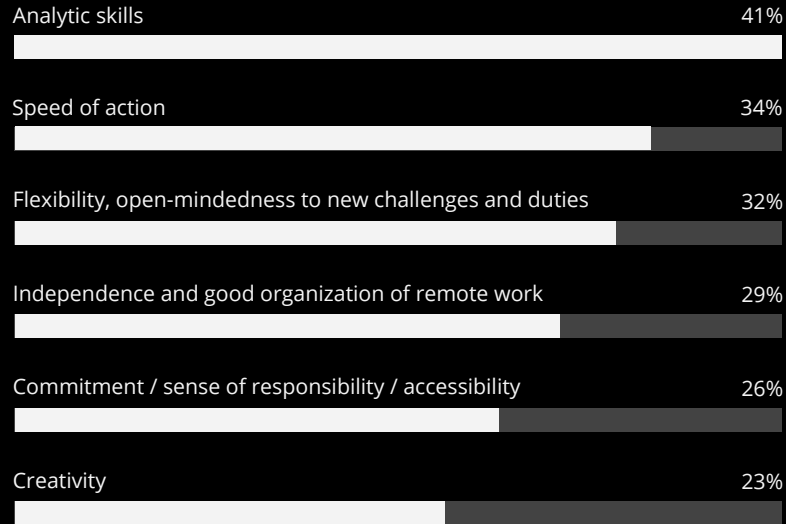 Analytic skills 41%
Speed of action 34%
Flexibility, open-mindedness to new challenges and duties 32%
Independence and good organization of remote work 29%
Commitment / sense of responsibility / accessibility 26%
Creativity 23%